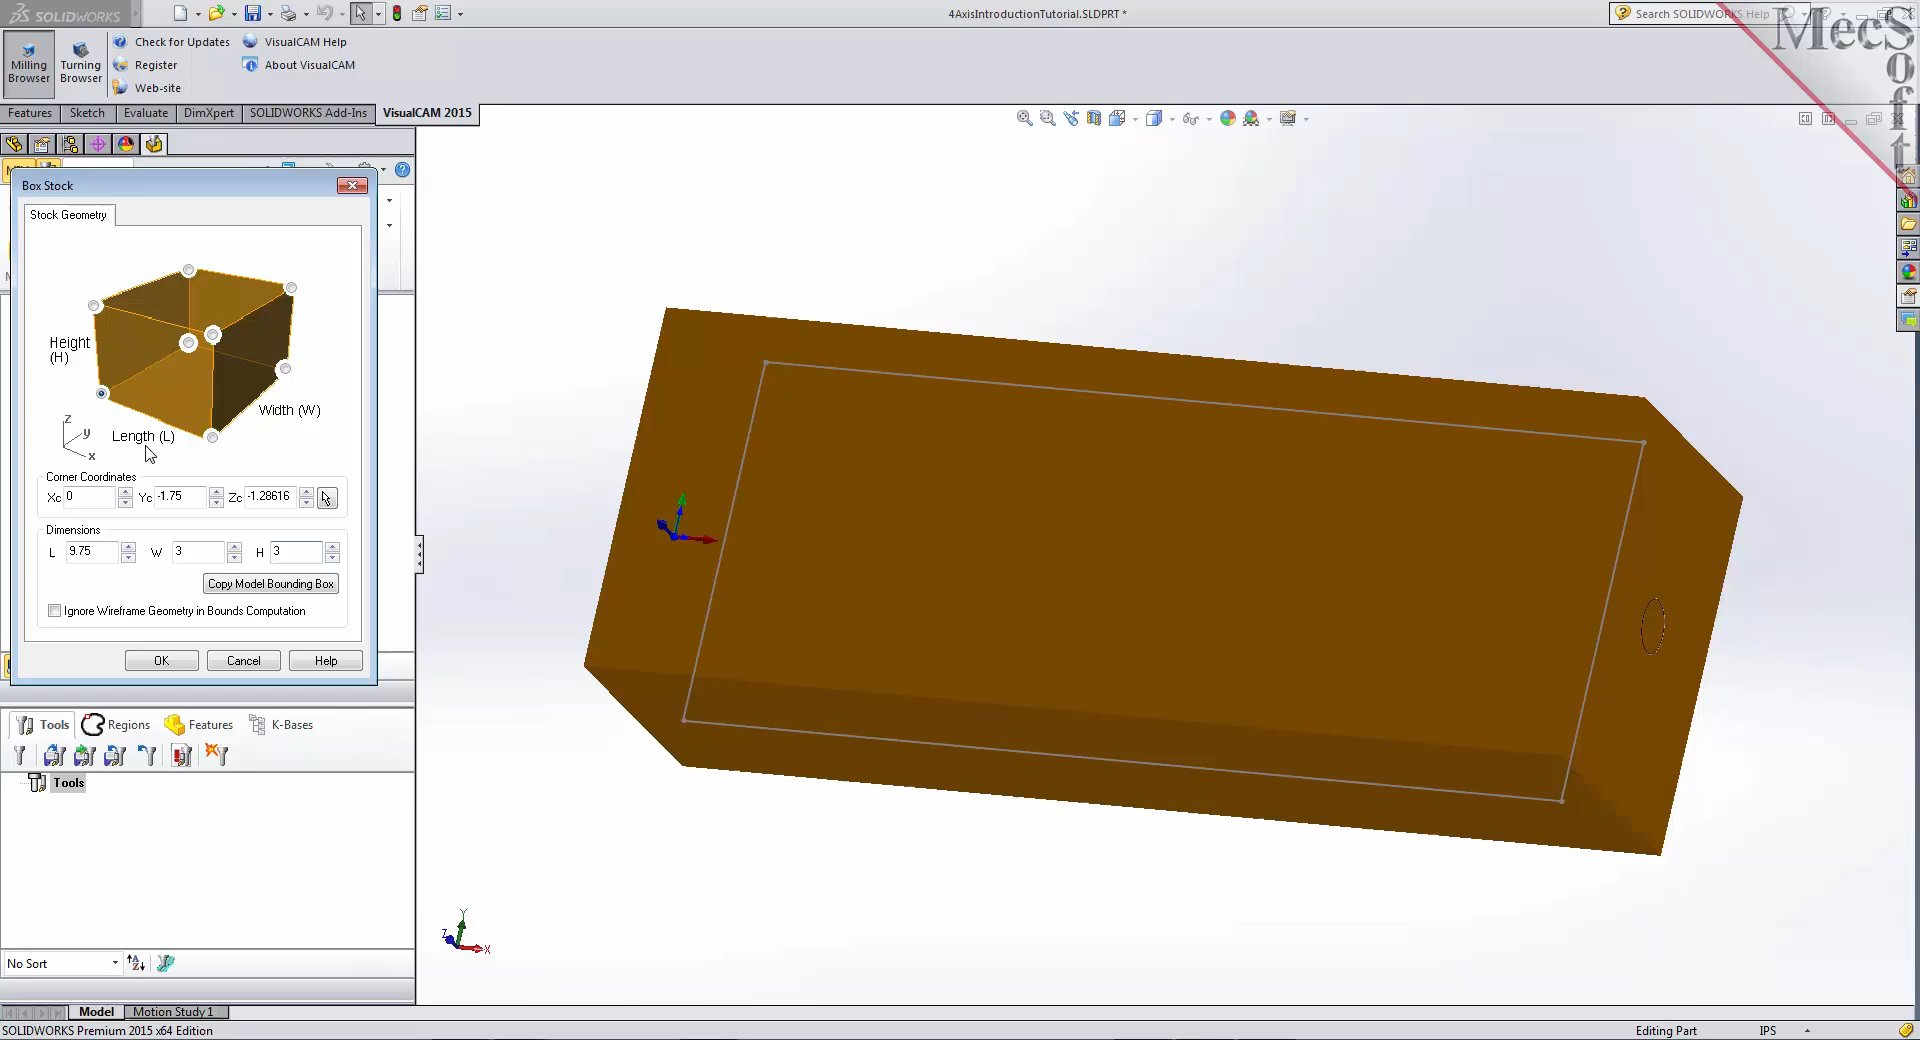 SOLIDWORKS
4AxisIntroductionTutorial.SLDPRT *
Search SOLIDWORKS Help
MecSoft
Milling Browser
Turning Browser
Check for Updates
VisualCAM Help
Register
About VisualCAM
Web-site
Features
Sketch
Evaluate
DimXpert
SOLIDWORKS Add-Ins
VisualCAM 2015
Box Stock
Stock Geometry
Height (H)
Width (W)
Length (L)
Z
y
x
Corner Coordinates
Xc 0 Yc -1.75 Zc -1.28616
Dimensions
L 9.75 W 3 H 3
Copy Model Bounding Box
Ignore Wireframe Geometry in Bounds Computation
OK
Cancel
Help
Tools
Regions
Features
K-Bases
Tools
Y
Z
X
No Sort
Model
Motion Study 1
SOLIDWORKS Premium 2015 x64 Edition
Editing Part
IPS